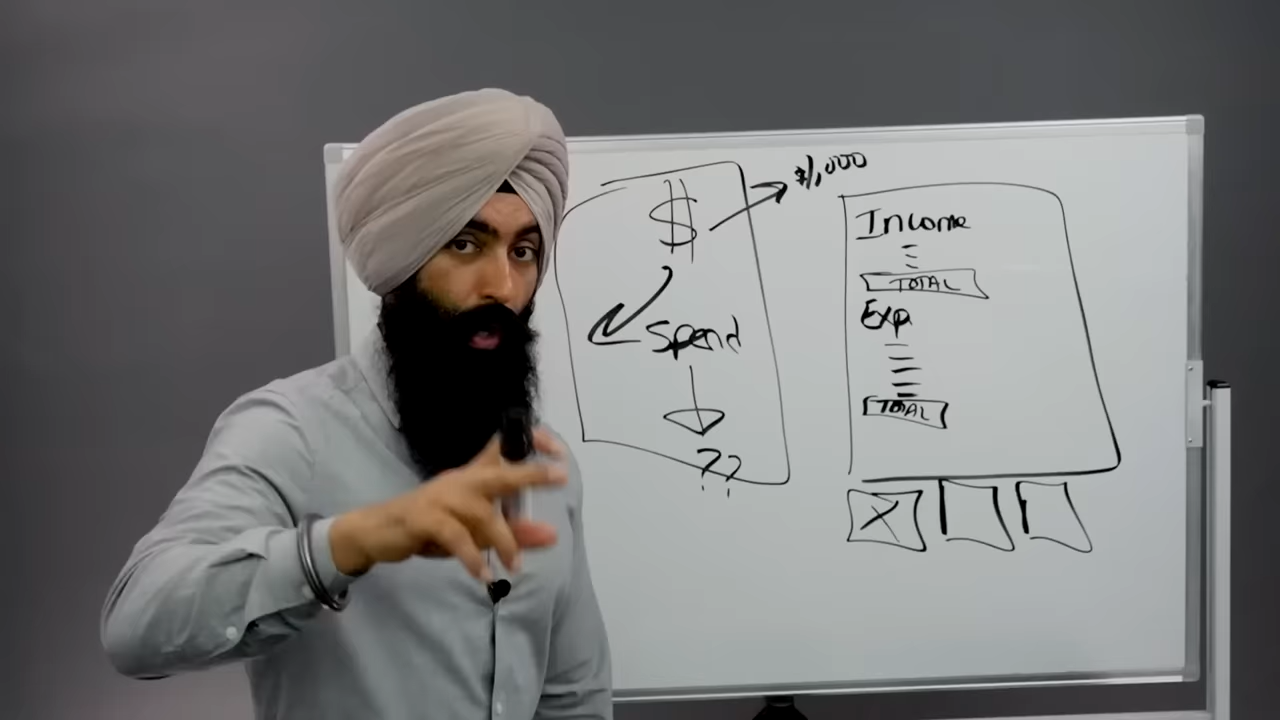 $
$1,000
Spend
??
Income
TOTAL
Exp
TOTAL
X